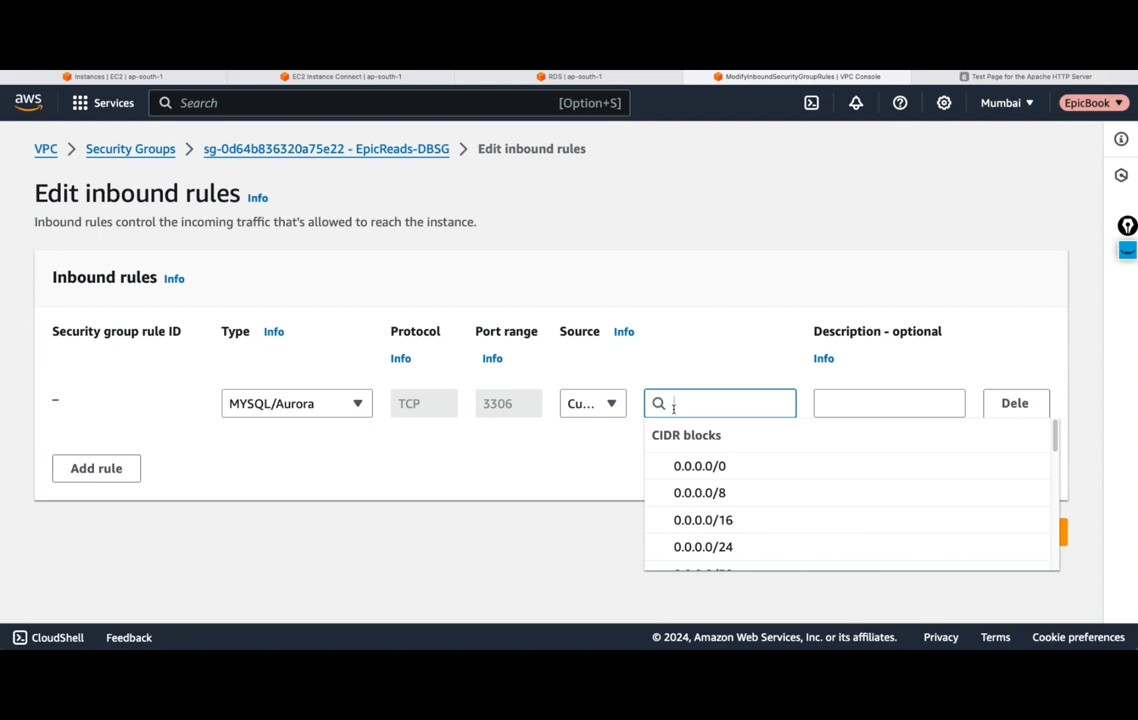 Instances | EC2 | ap-south-1
EC2 Instance Connect | ap-south-1
RDS | ap-south-1
ModifyInboundSecurityGroupRules | VPC Console
Test Page for the Apache HTTP Server
aws
Services
Search
[Option+S]
Mumbai
EpicBook
VPC
Security Groups
sg-0d64b836320a75e22 - EpicReads-DBSG
Edit inbound rules
Edit inbound rules Info
Inbound rules control the incoming traffic that's allowed to reach the instance.
Inbound rules Info
Security group rule ID
Type Info
Protocol Info
Port range Info
Source Info
Description - optional Info
–
MYSQL/Aurora
TCP
3306
Cu...
Dele
CIDR blocks
0.0.0.0/0
0.0.0.0/8
0.0.0.0/16
0.0.0.0/24
Add rule
CloudShell
Feedback
© 2024, Amazon Web Services, Inc. or its affiliates.
Privacy
Terms
Cookie preferences